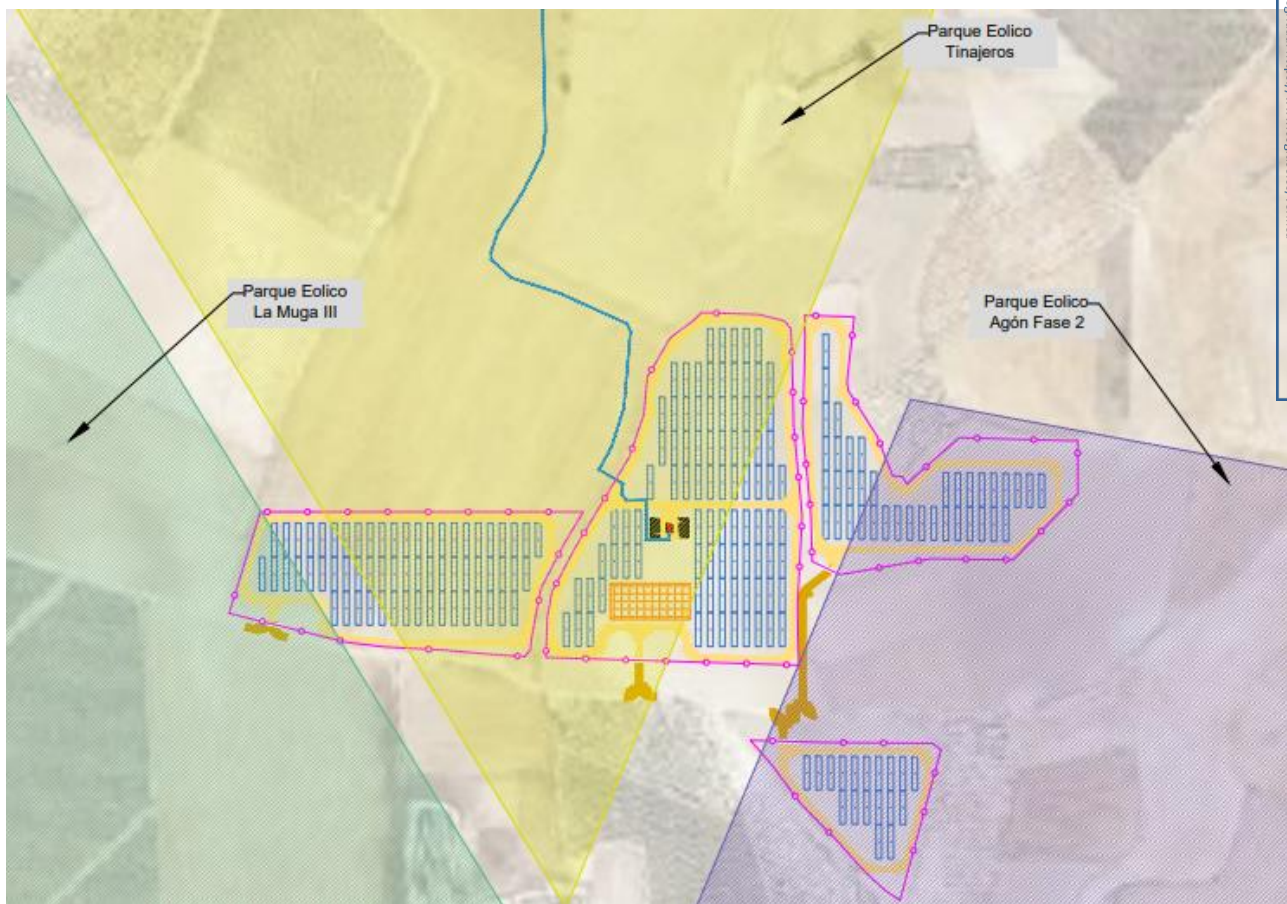 Parque Eolico
Tinajeros
Parque Eolico
La Muga III
Parque Eolico
Agón Fase 2